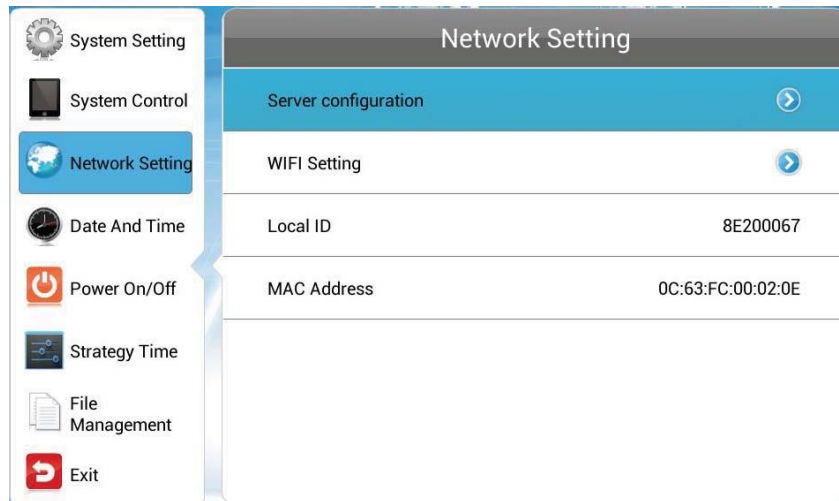 System Setting
System Control
Network Setting
Date And Time
Power On/Off
Strategy Time
File
Management
Exit
Network Setting
Server configuration
WIFI Setting
Local ID 8E200067
MAC Address 0C:63:FC:00:02:0E